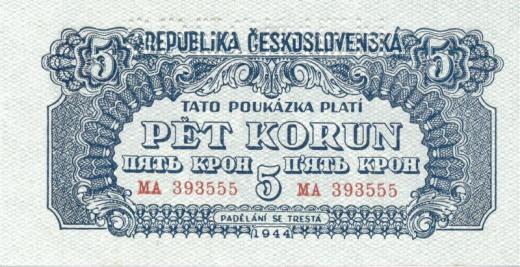 5 REPUBLIKA ČESKOSLOVENSKÁ 5
TATO POUKÁZKA PLATÍ
PĚT KORUN
ПЯТЬ КРОН П'ЯТЬ КРОН
MA 393555 5 MA 393555
PADĚLÁNÍ SE TRESTÁ
1944